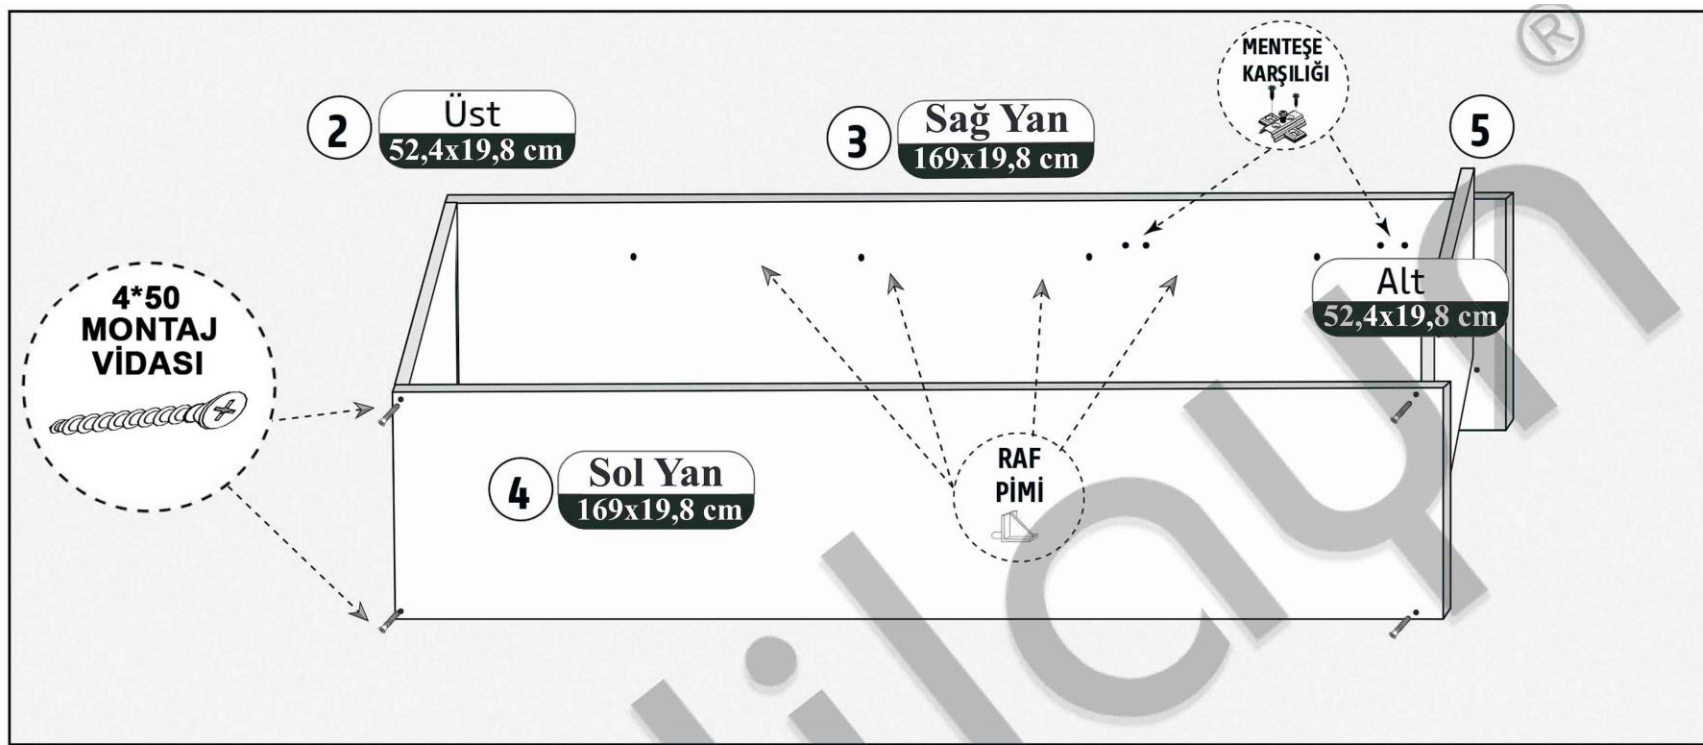 ®
MENTEŞE
KARŞILIĞI
2
Üst
52,4x19,8 cm
3
Sağ Yan
169x19,8 cm
5
4*50
MONTAJ
VİDASI
Alt
52,4x19,8 cm
4
Sol Yan
169x19,8 cm
RAF
PİMİ